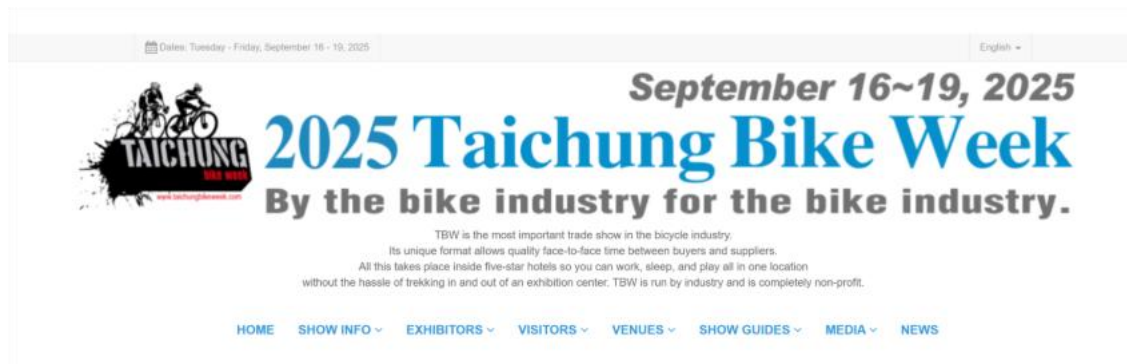 Dates: Tuesday - Friday, September 16 - 19, 2025
English
September 16~19, 2025
TAICHUNG
bike week
www.taichungbikeweek.com
2025 Taichung Bike Week
By the bike industry for the bike industry.
TBW is the most important trade show in the bicycle industry.
Its unique format allows quality face-to-face time between buyers and suppliers.
All this takes place inside five-star hotels so you can work, sleep, and play all in one location
without the hassle of trekking in and out of an exhibition center. TBW is run by industry and is completely non-profit.
HOME SHOW INFO EXHIBITORS VISITORS VENUES SHOW GUIDES MEDIA NEWS